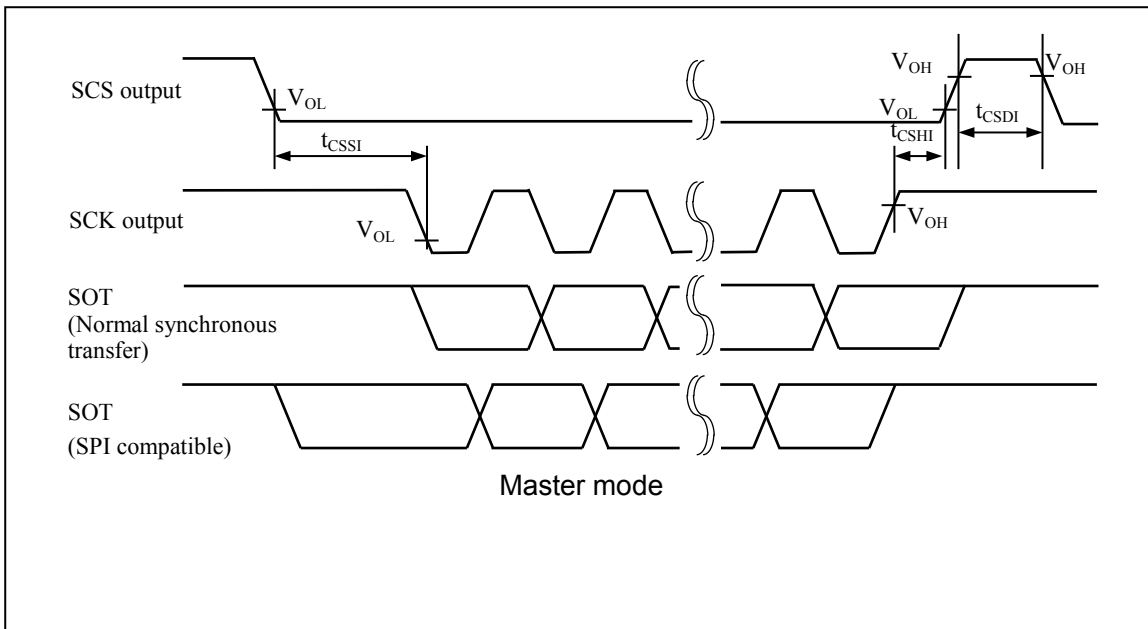 SCS output
V_OL
t_CSSI
V_OH
V_OH
V_OL
t_CSHI
t_CSDI
SCK output
V_OL
V_OH
SOT
(Normal synchronous
transfer)
SOT
(SPI compatible)
Master mode